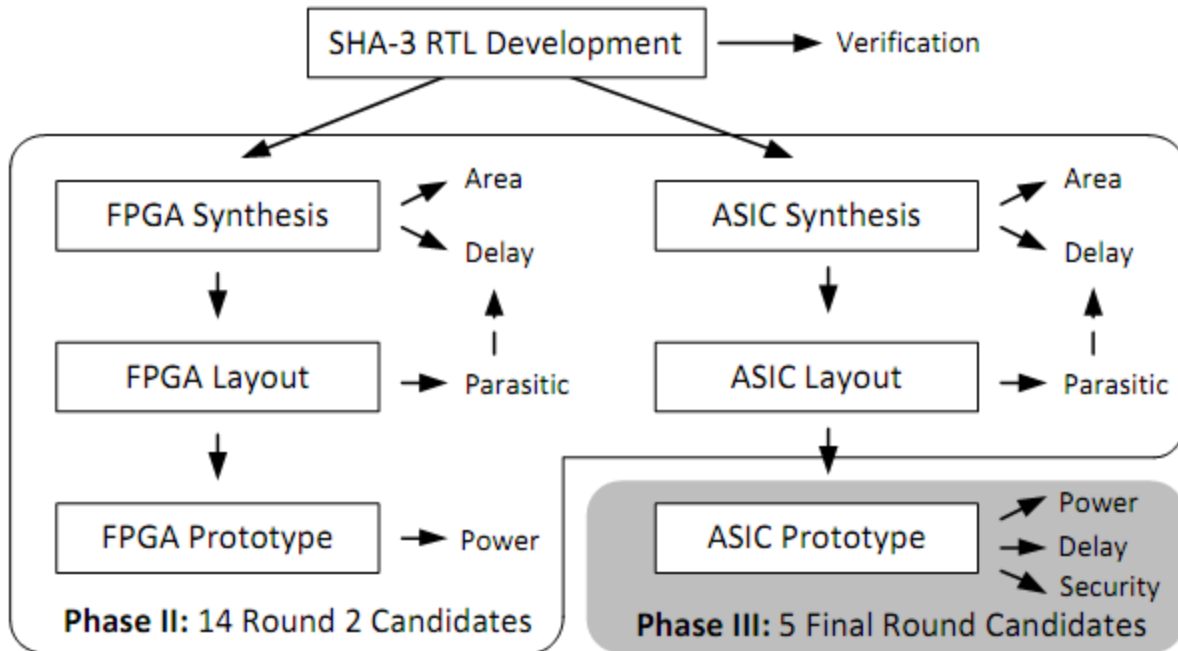 SHA-3 RTL Development
Verification
FPGA Synthesis
Area
Delay
ASIC Synthesis
Area
Delay
FPGA Layout
Parasitic
ASIC Layout
Parasitic
FPGA Prototype
Power
ASIC Prototype
Power
Delay
Security
Phase II: 14 Round 2 Candidates
Phase III: 5 Final Round Candidates